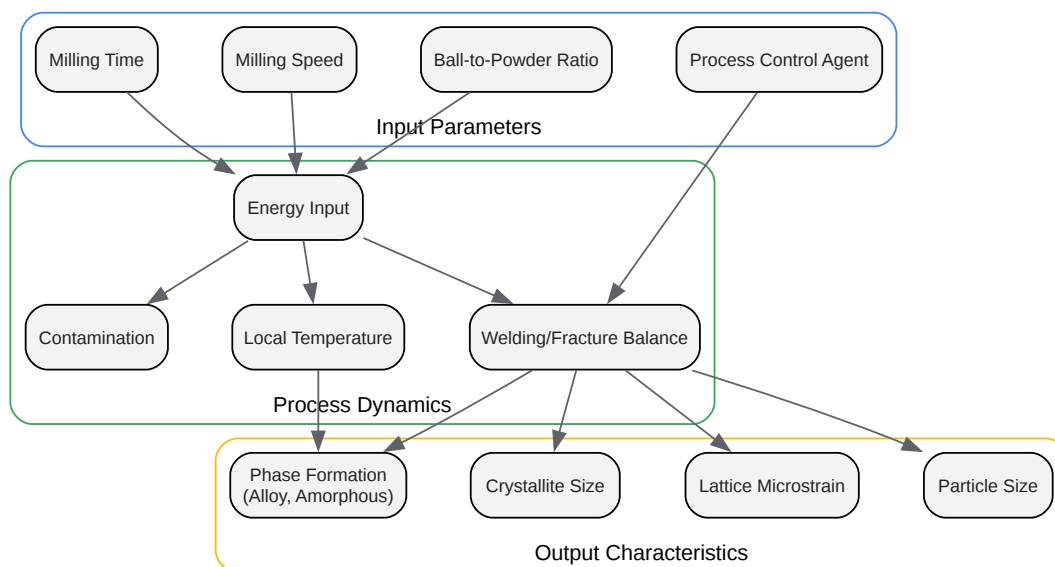 Milling Time
Milling Speed
Ball-to-Powder Ratio
Process Control Agent
Input Parameters
Energy Input
Contamination
Local Temperature
Welding/Fracture Balance
Process Dynamics
Phase Formation
(Alloy, Amorphous)
Crystallite Size
Lattice Microstrain
Particle Size
Output Characteristics